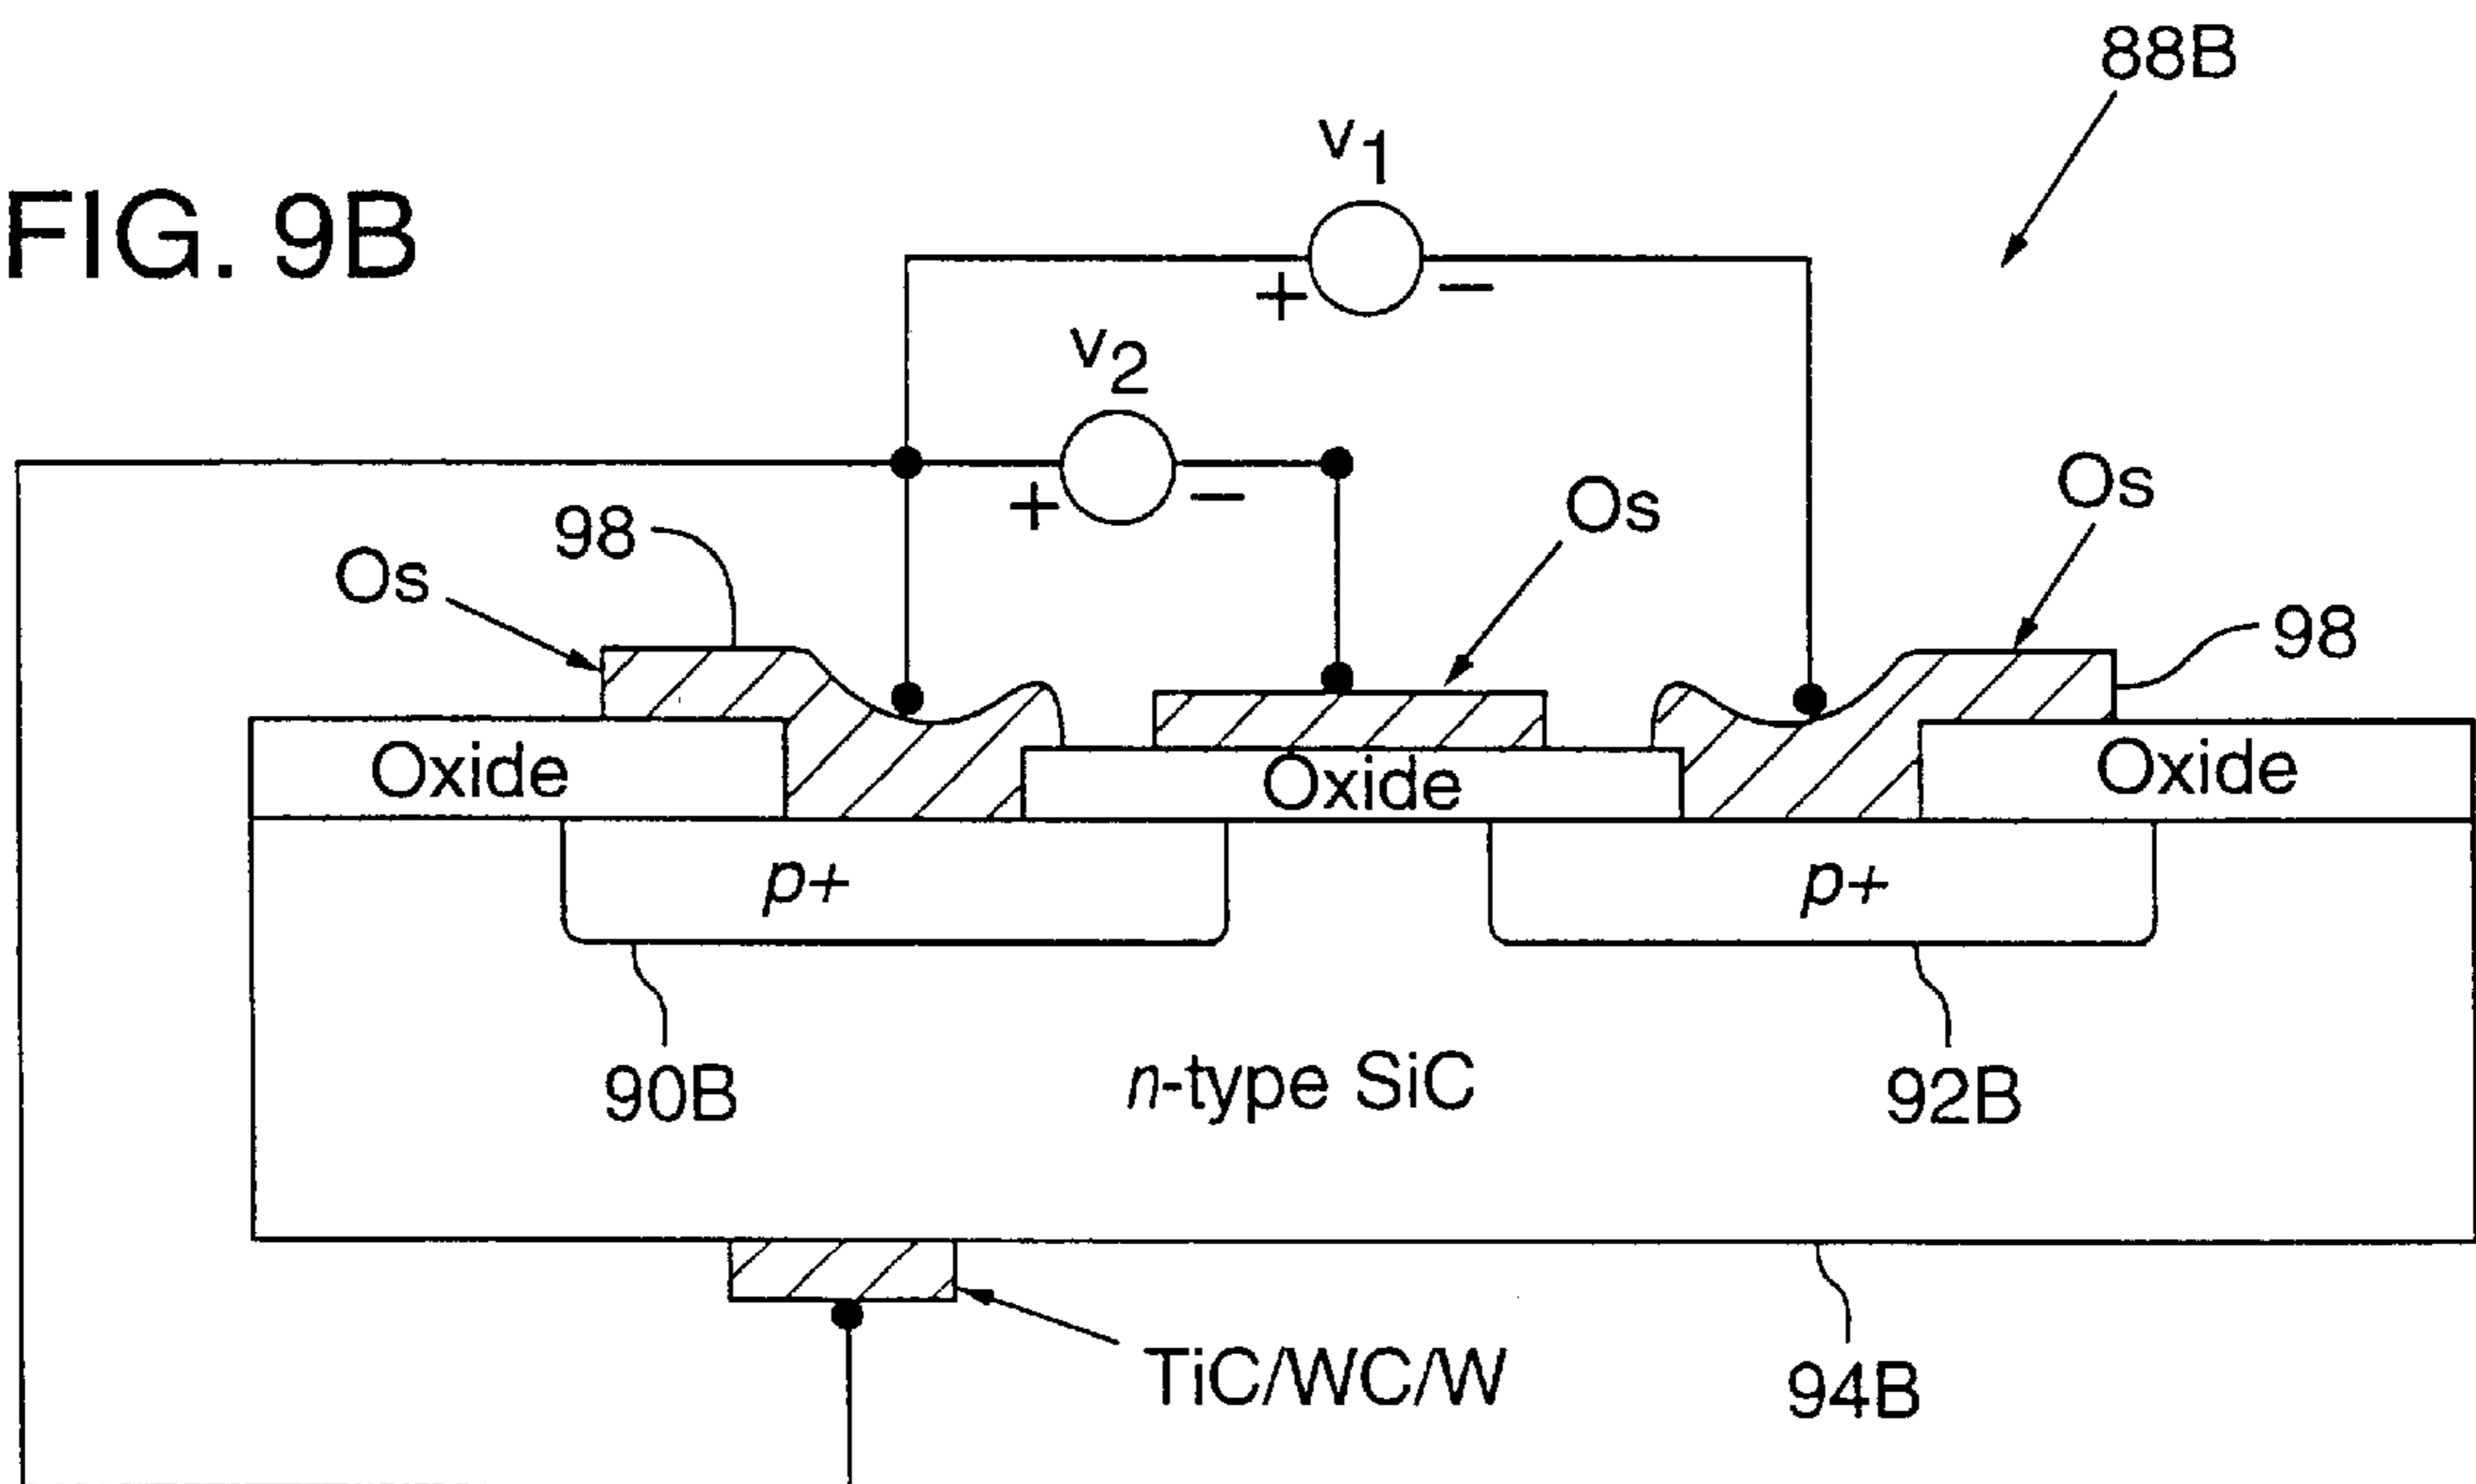 88B
v1
FIG. 9B
+ −
v2
+ −
Os
Os
98
Os
98
Oxide Oxide Oxide
p+ p+
90B n-type SiC 92B
TiC/WC/W 94B